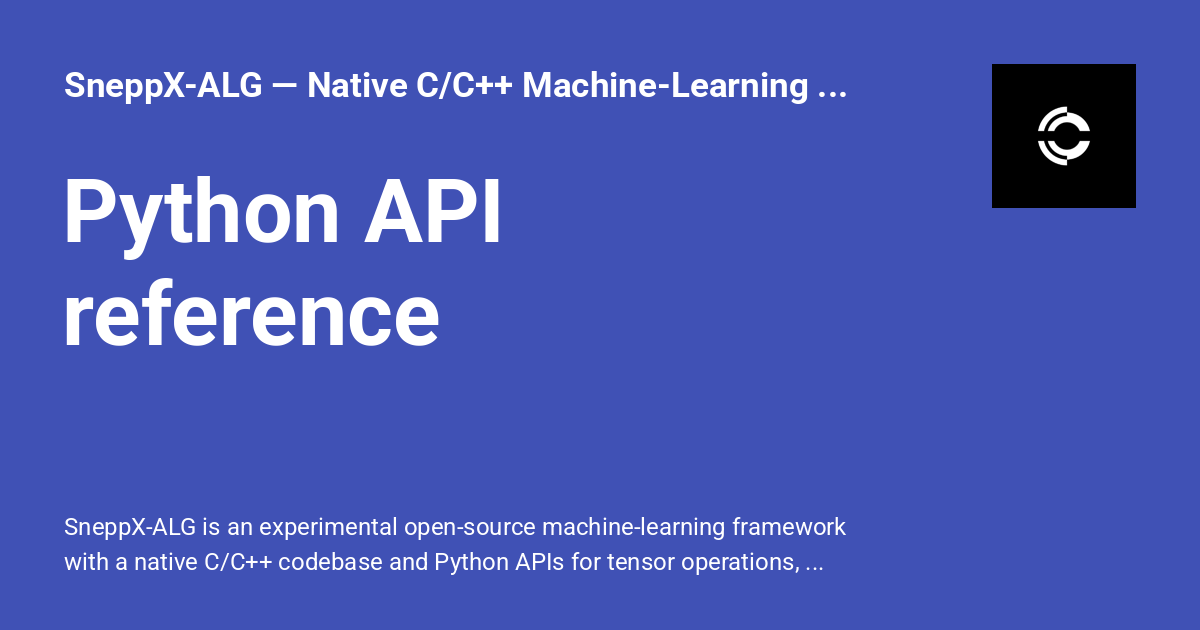 SneppX-ALG — Native C/C++ Machine-Learning ...
Python API
reference
SneppX-ALG is an experimental open-source machine-learning framework
with a native C/C++ codebase and Python APIs for tensor operations, ...